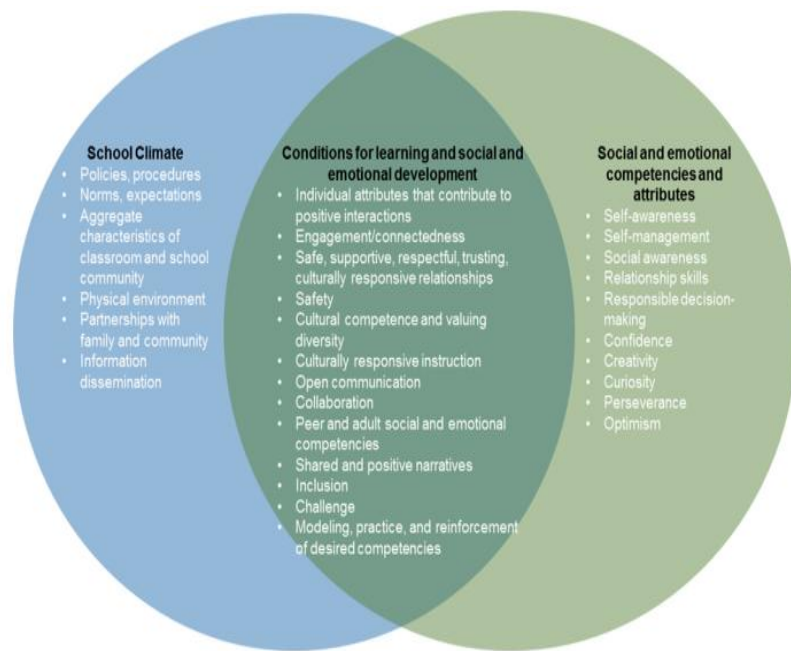 School Climate
• Policies, procedures
• Norms, expectations
• Aggregate
characteristics of
classroom and school
community
• Physical environment
• Partnerships with
family and community
• Information
dissemination
Conditions for learning and social and
emotional development
• Individual attributes that contribute to
positive interactions
• Engagement/connectedness
• Safe, supportive, respectful, trusting,
culturally responsive relationships
• Safety
• Cultural competence and valuing
diversity
• Culturally responsive instruction
• Open communication
• Collaboration
• Peer and adult social and emotional
competencies
• Shared and positive narratives
• Inclusion
• Challenge
• Modeling, practice, and reinforcement
of desired competencies
Social and emotional
competencies and
attributes
• Self-awareness
• Self-management
• Social awareness
• Relationship skills
• Responsible decision-
making
• Confidence
• Creativity
• Curiosity
• Perseverance
• Optimism